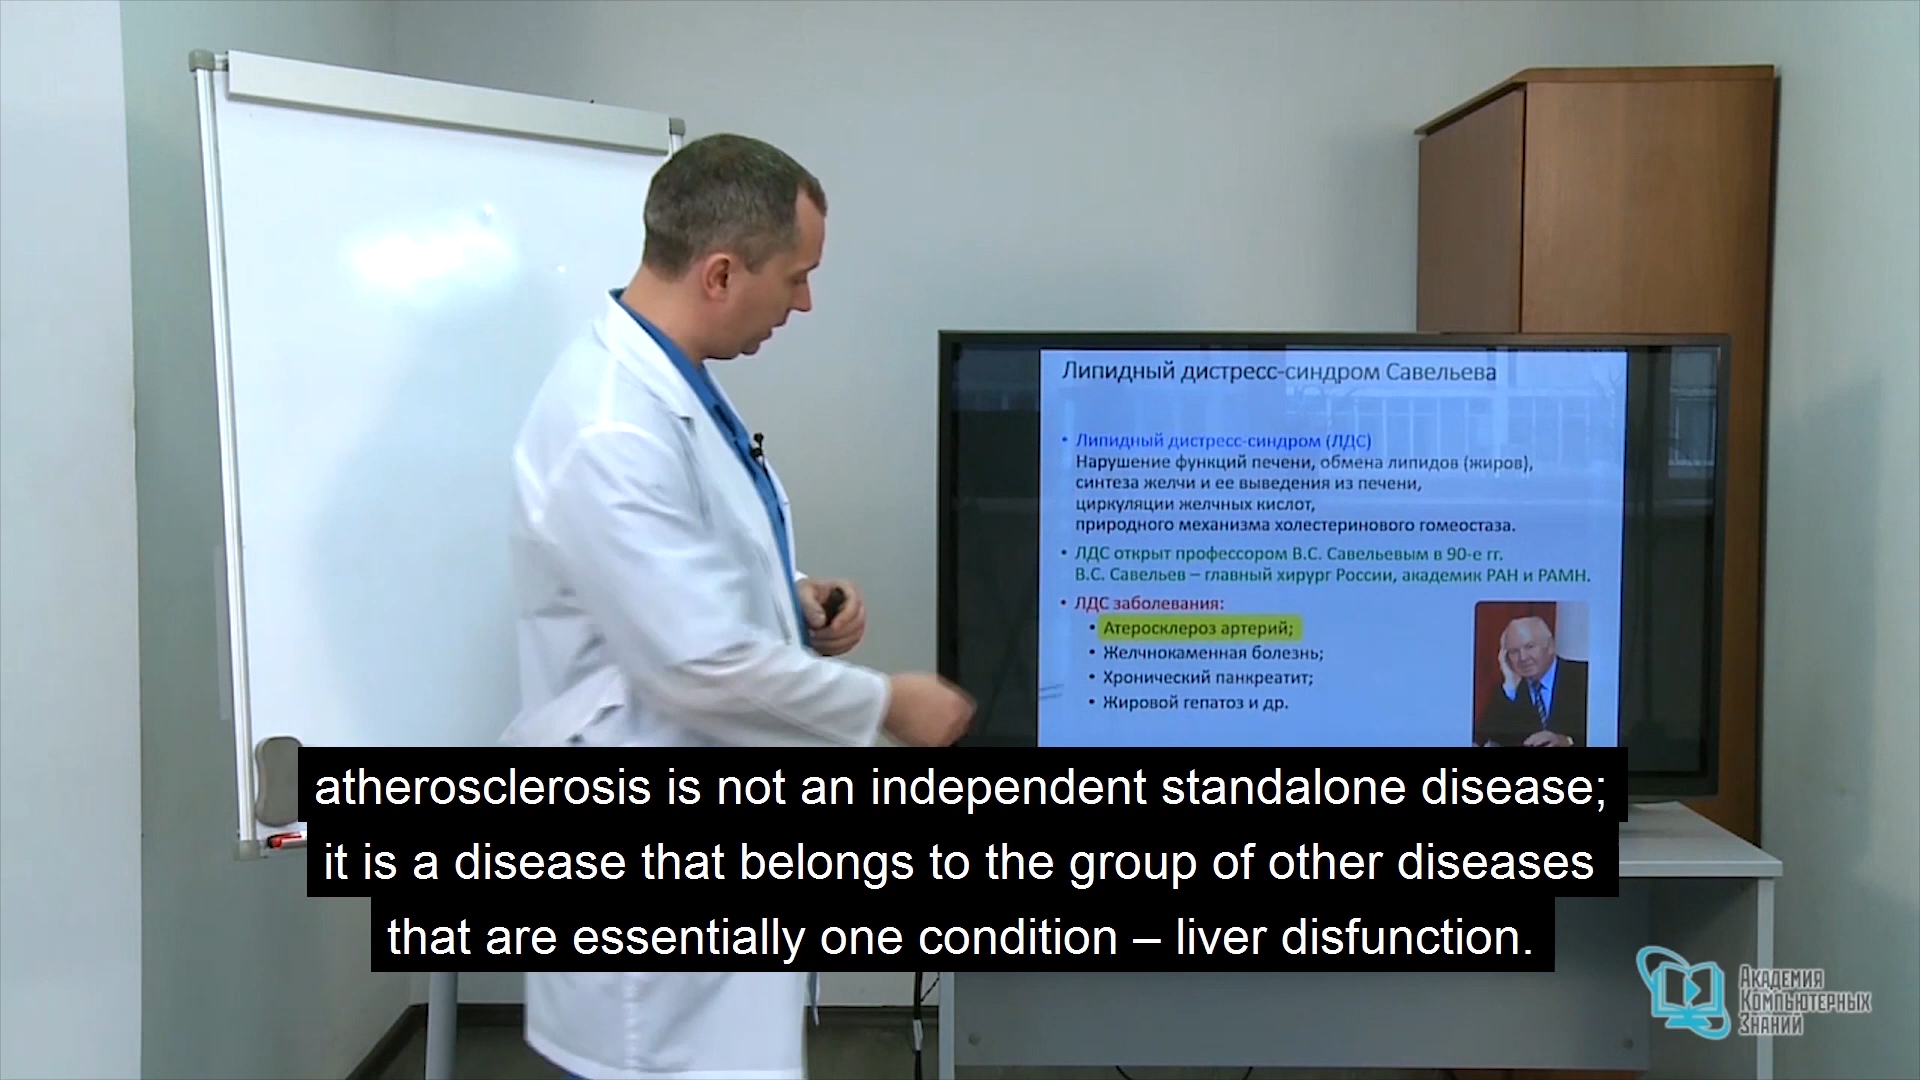 Липидный дистресс-синдром Савельева
• Липидный дистресс-синдром (ЛДС)
Нарушение функций печени, обмена липидов (жиров),
синтеза желчи и ее выведения из печени,
циркуляции желчных кислот,
природного механизма холестеринового гомеостаза.
• ЛДС открыт профессором В.С. Савельевым в 90-е гг.
В.С. Савельев – главный хирург России, академик РАН и РАМН.
• ЛДС заболевания:
• Атеросклероз артерий;
• Желчнокаменная болезнь;
• Хронический панкреатит;
• Жировой гепатоз и др.
atherosclerosis is not an independent standalone disease;
it is a disease that belongs to the group of other diseases
that are essentially one condition – liver disfunction.
Академия
Компьютерных
Знаний